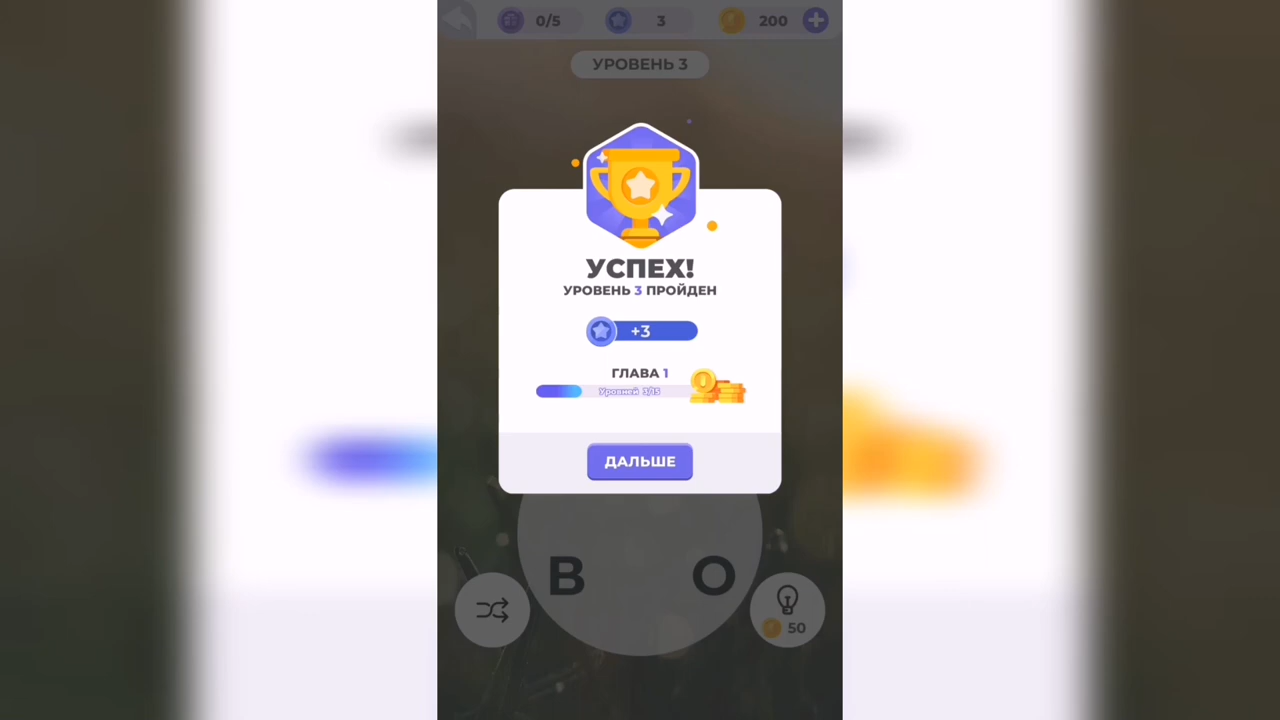 0/5 3 200
УРОВЕНЬ 3
УСПЕХ!
УРОВЕНЬ 3 ПРОЙДЕН
+3
ГЛАВА 1
Уровней 3/15
ДАЛЬШЕ
В О
50